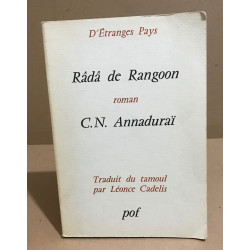 D'Étranges Pays
Râdâ de Rangoon
roman
C.N. Annaduraï
Traduit du tamoul
par Léonce Cadelis
pof